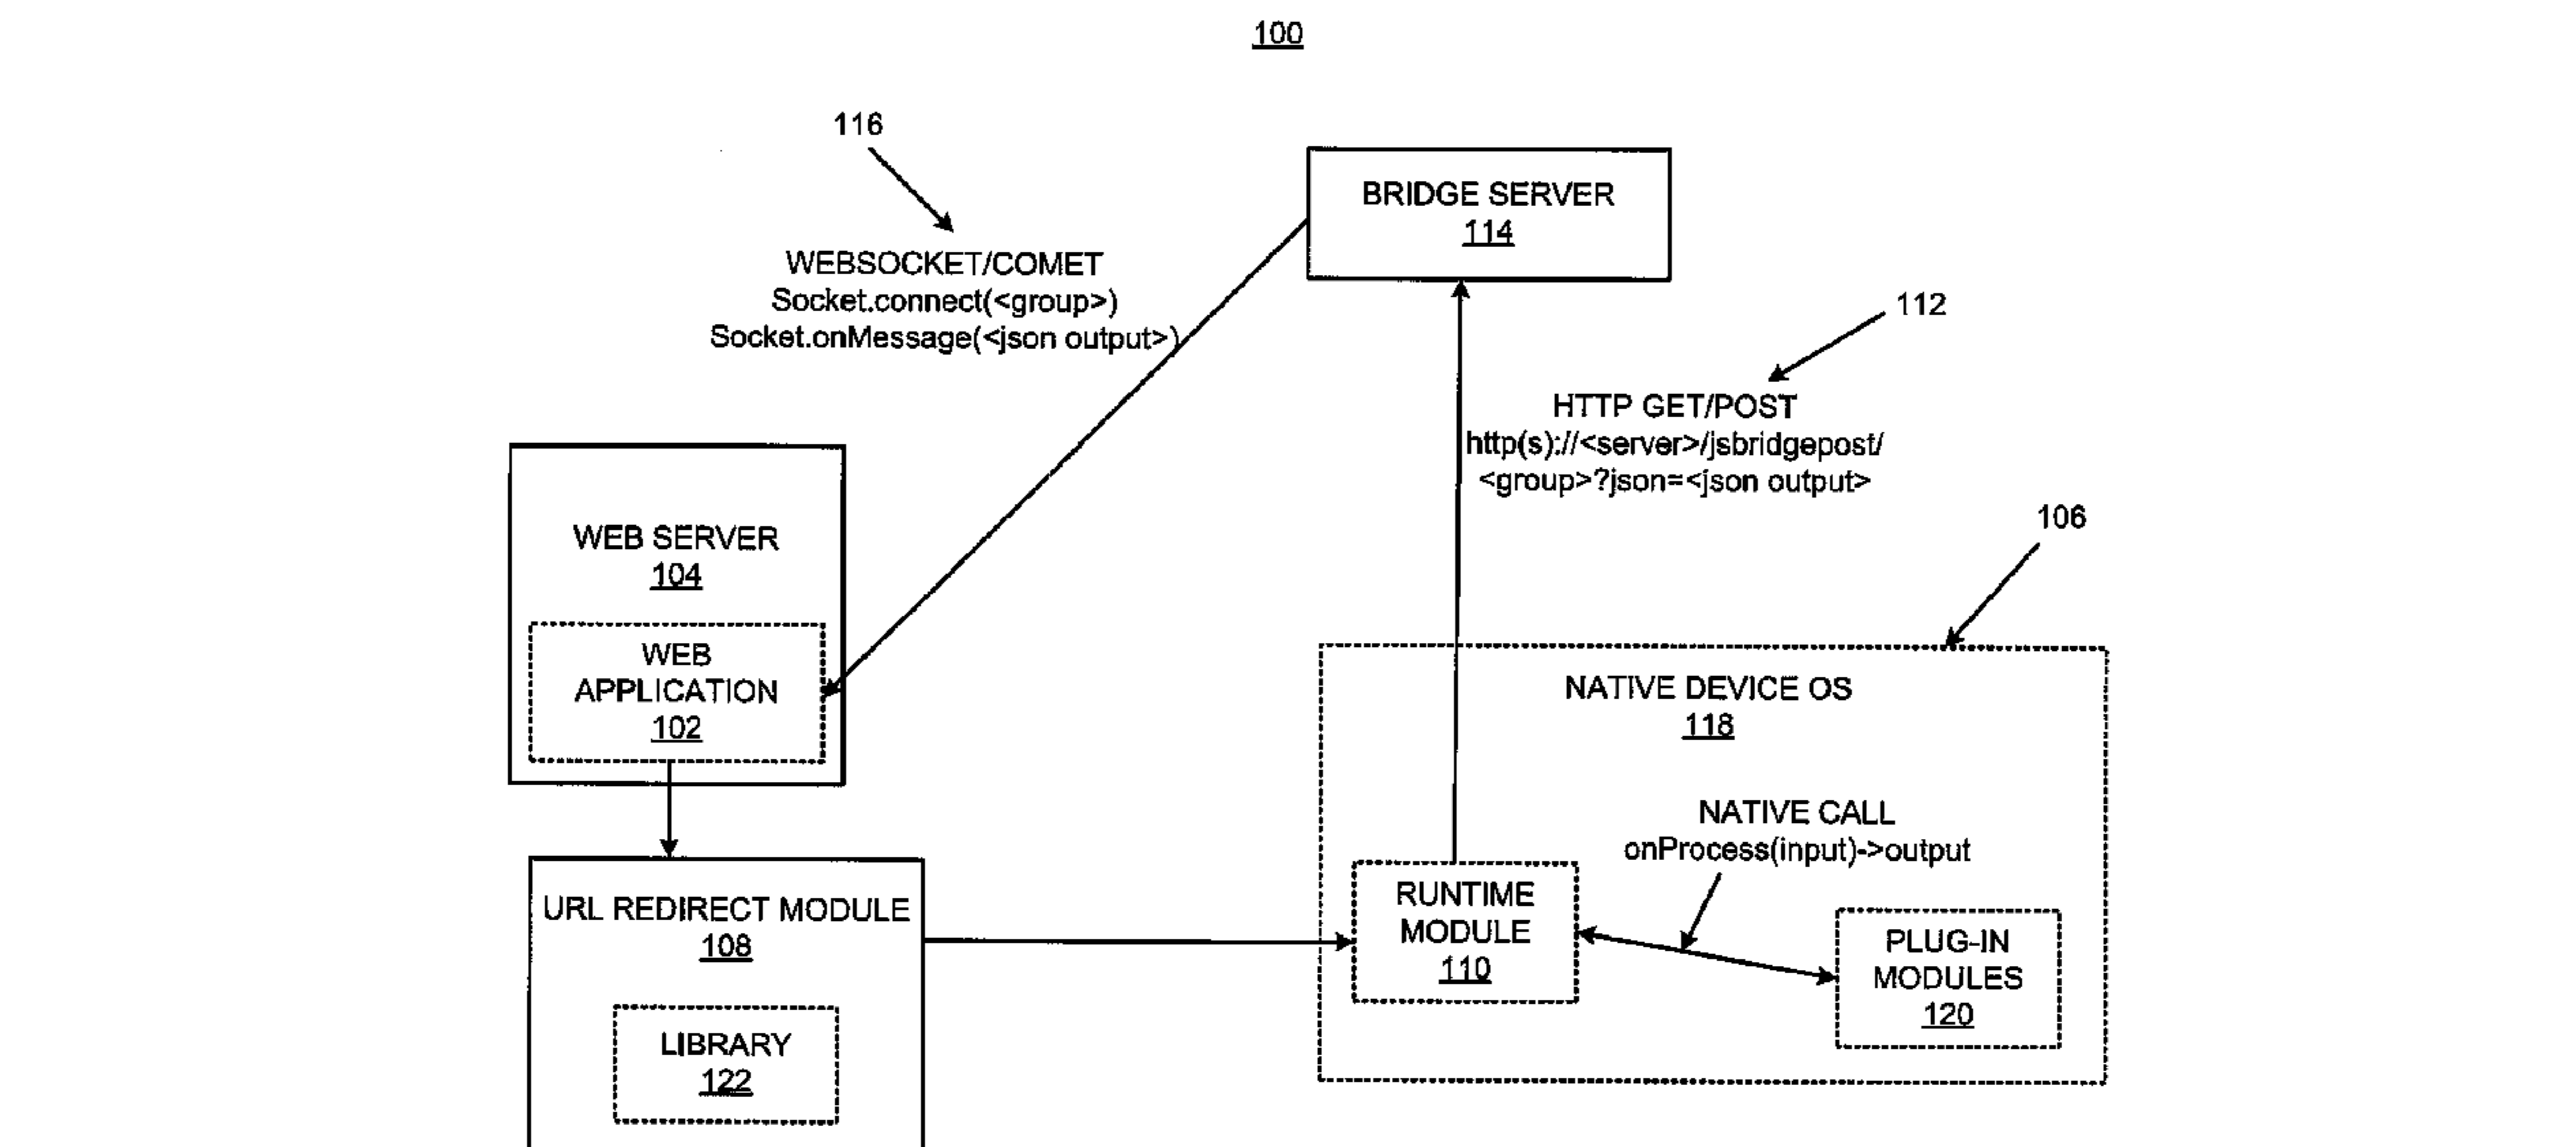 100
116
BRIDGE SERVER
114
WEBSOCKET/COMET
Socket.connect(<group>)
Socket.onMessage(<json output>)
112
HTTP GET/POST
http(s)://<server>/jsbridgepost/
<group>?json=<json output>
WEB SERVER
104
WEB
APPLICATION
102
106
NATIVE DEVICE OS
118
NATIVE CALL
onProcess(input)->output
URL REDIRECT MODULE
108
LIBRARY
122
RUNTIME
MODULE
110
PLUG-IN
MODULES
120